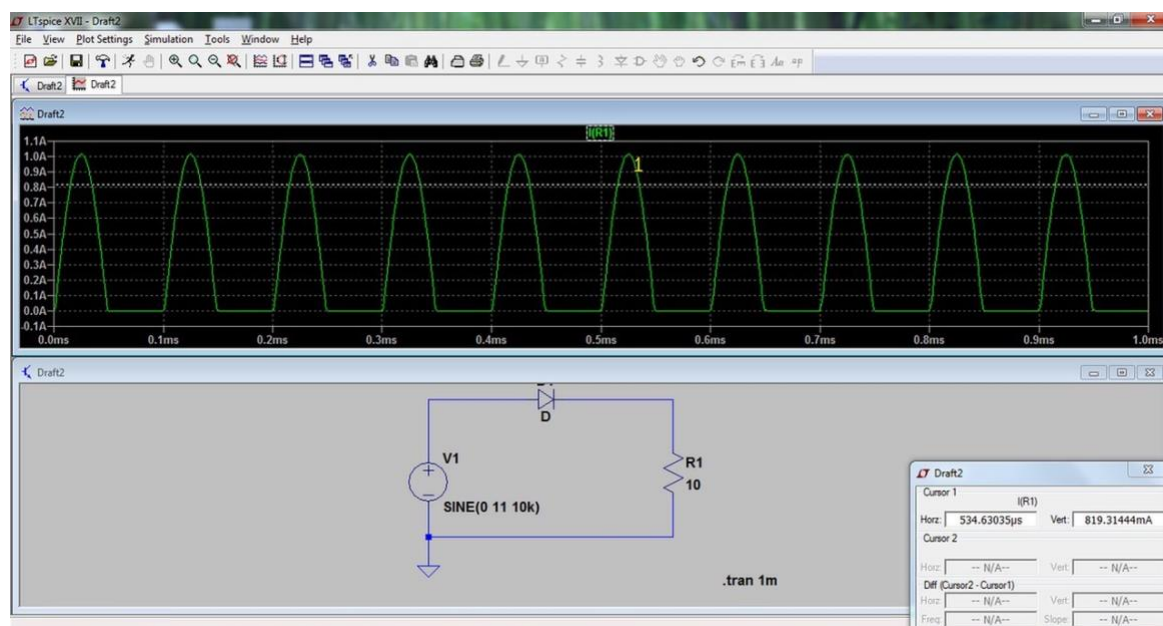 LTspice XVII - Draft2
File View Plot Settings Simulation Tools Window Help
Draft2 Draft2
Draft2
I(R1)
1.1A
1.0A
0.9A
0.8A
0.7A
0.6A
0.5A
0.4A
0.3A
0.2A
0.1A
0.0A
-0.1A
1
0.0ms 0.1ms 0.2ms 0.3ms 0.4ms 0.5ms 0.6ms 0.7ms 0.8ms 0.9ms 1.0ms
Draft2
D
V1
SINE(0 11 10k)
R1
10
.tran 1m
Draft2
Cursor 1
I(R1)
Horz: 534.63035µs Vert: 819.31444mA
Cursor 2
Horz: -- N/A-- Vert: -- N/A--
Diff (Cursor2 - Cursor1)
Horz: -- N/A-- Vert: -- N/A--
Freq: -- N/A-- Slope: -- N/A--